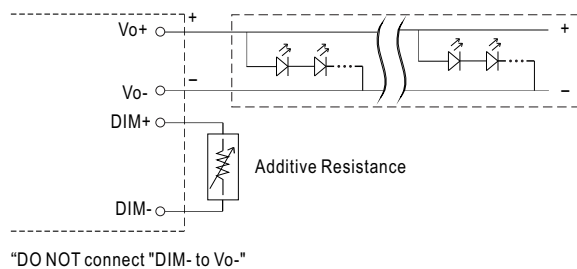 Vo+
+
+
Vo-
−
−
DIM+
Additive Resistance
DIM-
“DO NOT connect "DIM- to Vo-"